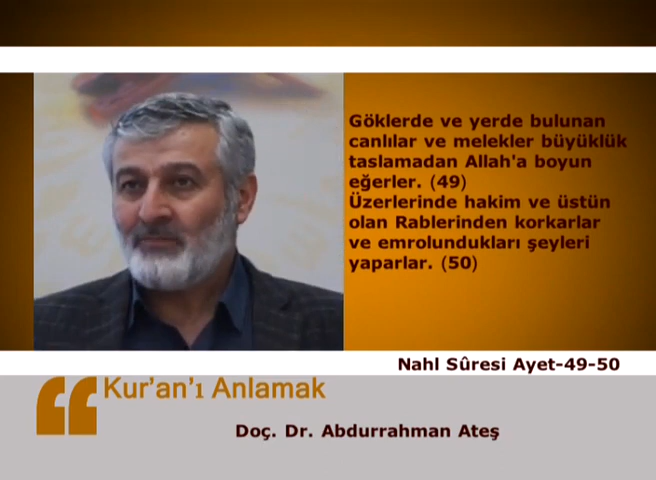 Göklerde ve yerde bulunan
canlılar ve melekler büyüklük
taslamadan Allah'a boyun
eğerler. (49)
Üzerlerinde hakim ve üstün
olan Rablerinden korkarlar
ve emrolundukları şeyleri
yaparlar. (50)
Nahl Sûresi Ayet-49-50
Kur'an'ı Anlamak
Doç. Dr. Abdurrahman Ateş